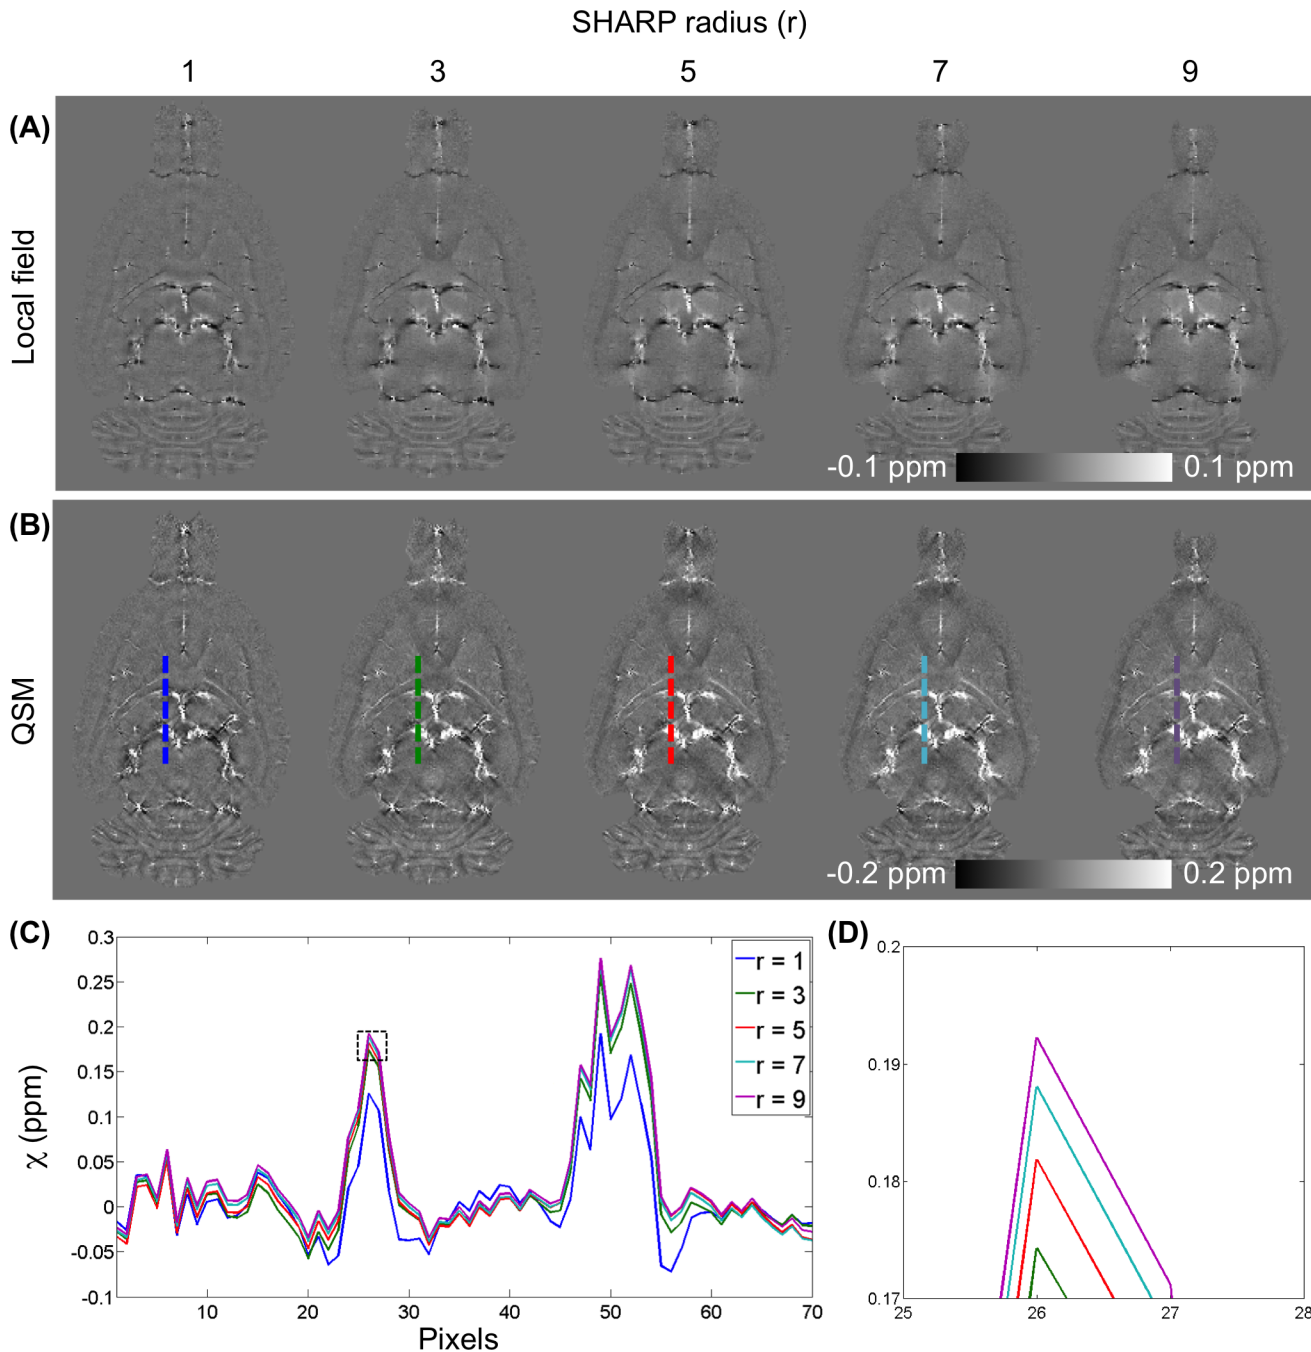 SHARP radius (r)
1 3 5 7 9
(A)
Local field
-0.1 ppm 0.1 ppm
(B)
QSM
-0.2 ppm 0.2 ppm
(C)
0.3
0.25
0.2
0.15
0.1
0.05
0
-0.05
-0.1
χ (ppm)
10 20 30 40 50 60 70
Pixels
r = 1
r = 3
r = 5
r = 7
r = 9
(D)
0.2
0.19
0.18
0.17
25 26 27 28